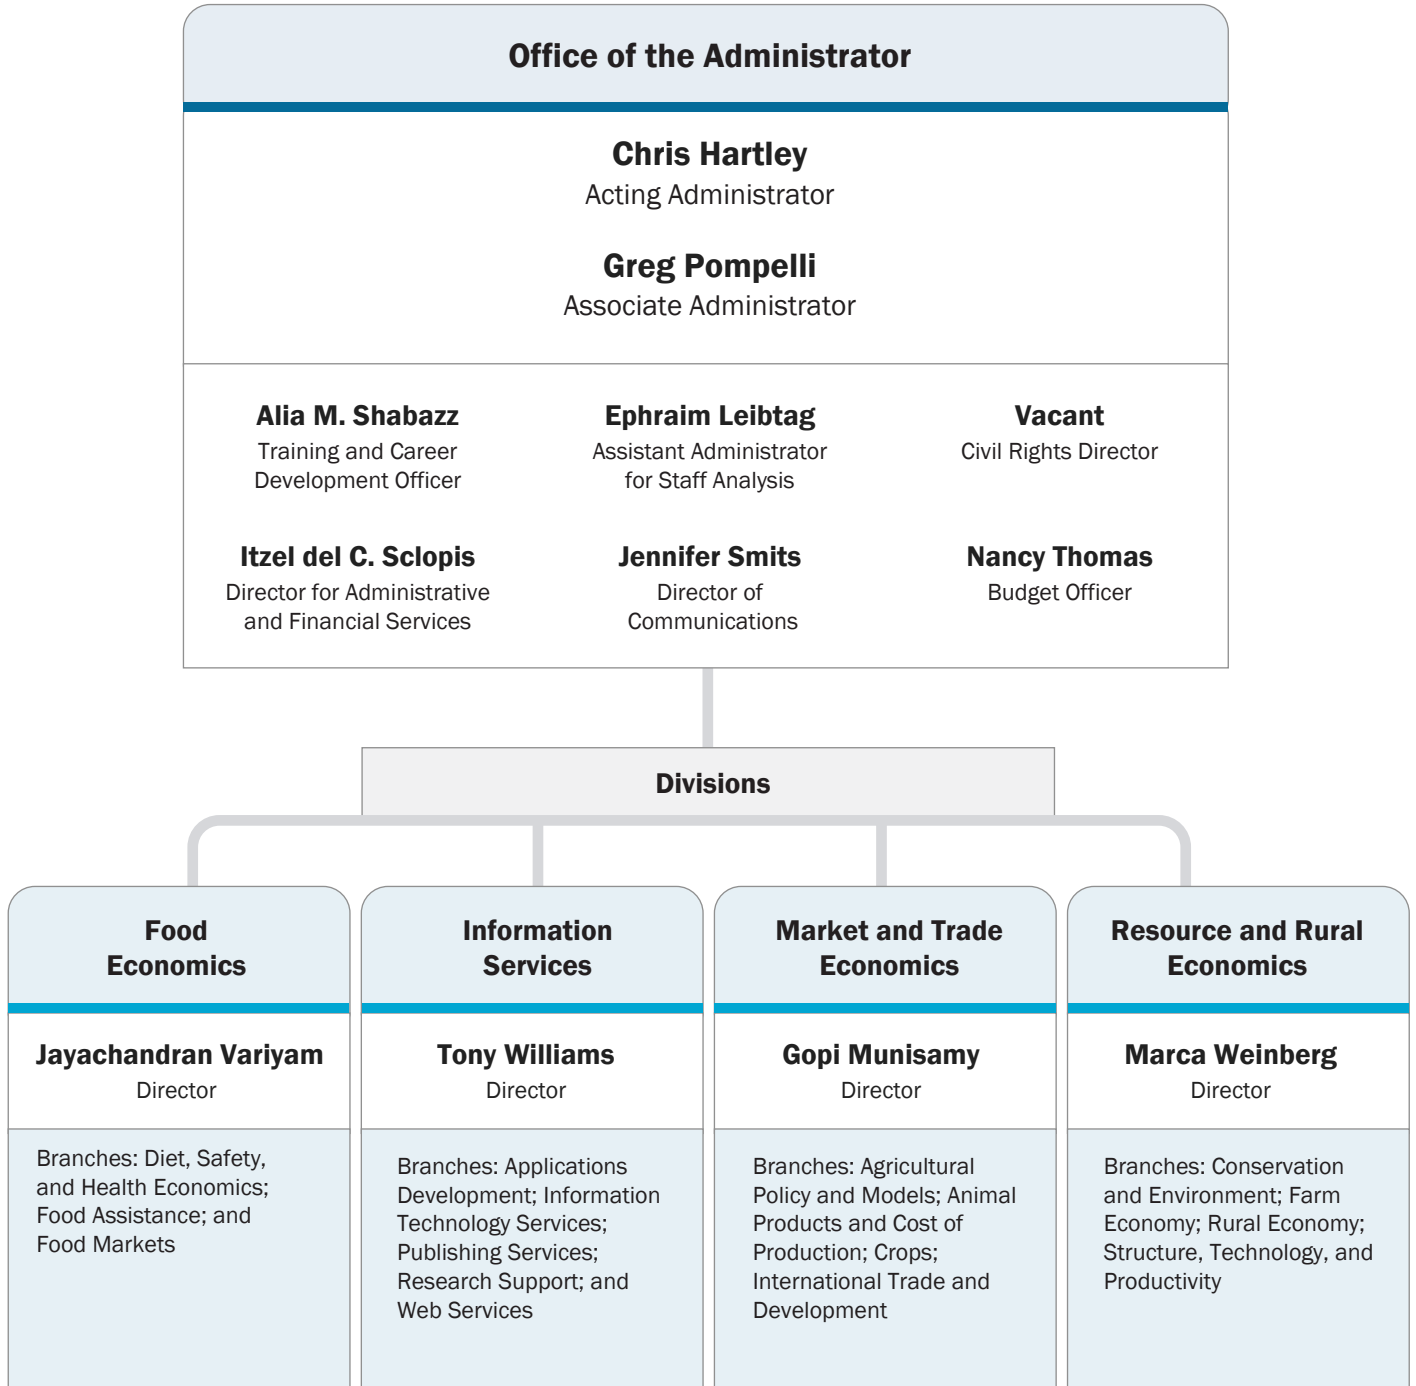 Office of the Administrator
Chris Hartley
Acting Administrator
Greg Pompelli
Associate Administrator
Alia M. Shabazz
Training and Career
Development Officer
Ephraim Leibtag
Assistant Administrator
for Staff Analysis
Vacant
Civil Rights Director
Itzel del C. Sclopis
Director for Administrative
and Financial Services
Jennifer Smits
Director of
Communications
Nancy Thomas
Budget Officer
Divisions
Food
Economics
Jayachandran Variyam
Director
Branches: Diet, Safety,
and Health Economics;
Food Assistance; and
Food Markets
Information
Services
Tony Williams
Director
Branches: Applications
Development; Information
Technology Services;
Publishing Services;
Research Support; and
Web Services
Market and Trade
Economics
Gopi Munisamy
Director
Branches: Agricultural
Policy and Models; Animal
Products and Cost of
Production; Crops;
International Trade and
Development
Resource and Rural
Economics
Marca Weinberg
Director
Branches: Conservation
and Environment; Farm
Economy; Rural Economy;
Structure, Technology, and
Productivity